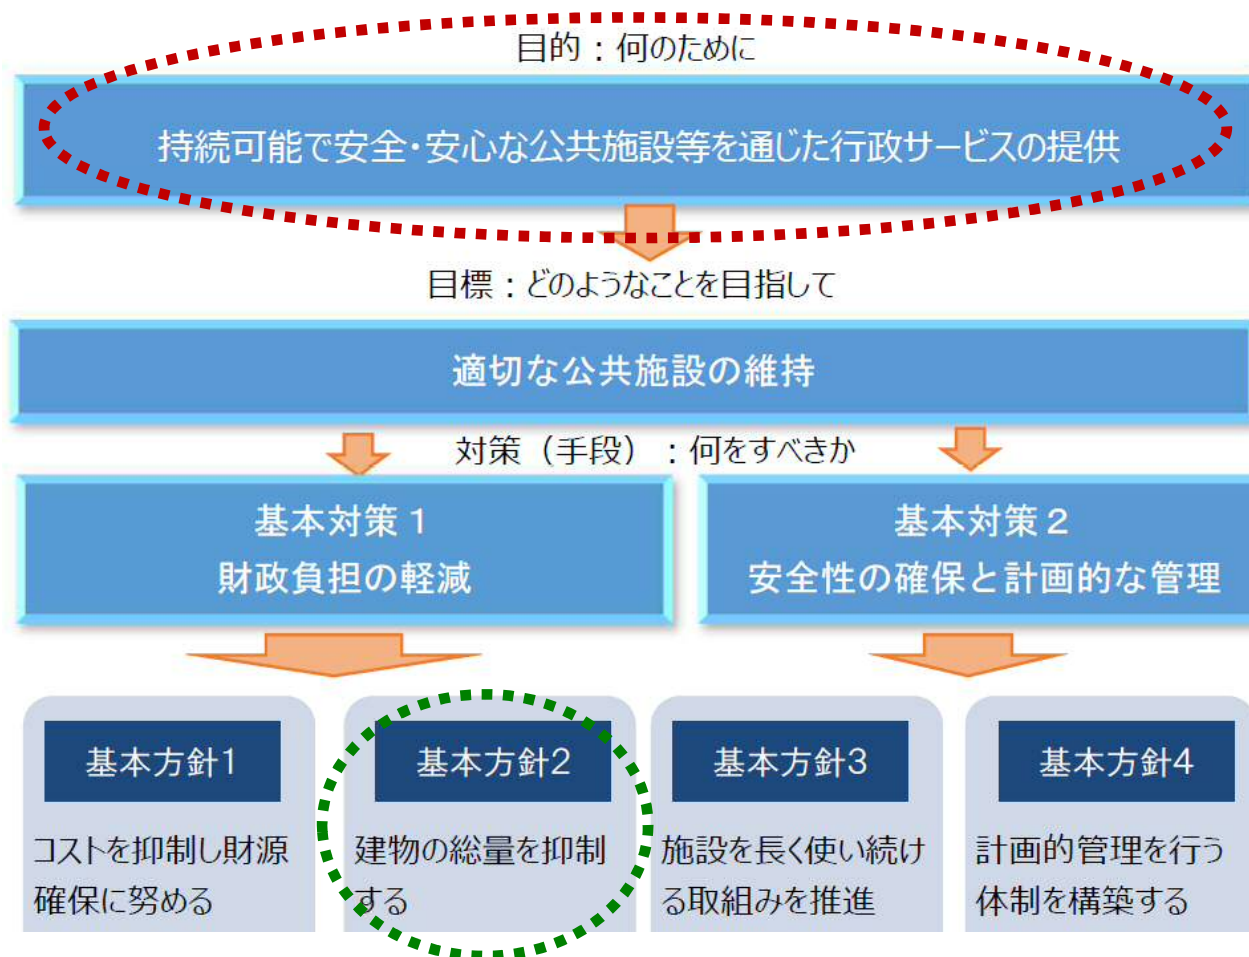 目的：何のために
持続可能で安全・安心な公共施設等を通じた行政サービスの提供
目標：どのようなことを目指して
適切な公共施設の維持
対策（手段）：何をすべきか
基本対策１
財政負担の軽減
基本対策２
安全性の確保と計画的な管理
基本方針1
コストを抑制し財源
確保に努める
基本方針2
建物の総量を抑制
する
基本方針3
施設を長く使い続け
る取組みを推進
基本方針4
計画的管理を行う
体制を構築する